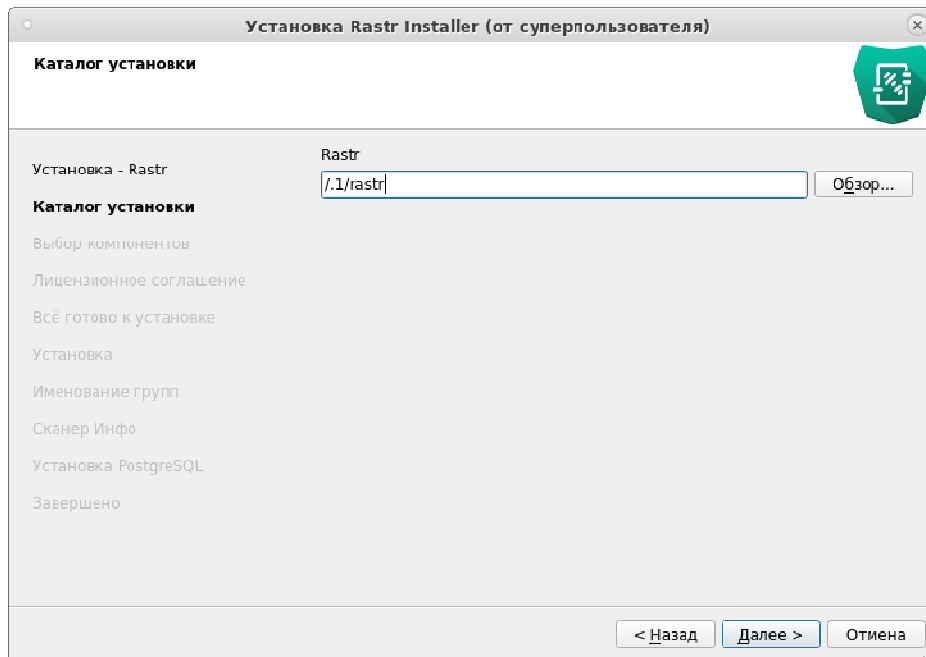 Установка Rastr Installer (от суперпользователя)
Каталог установки
Rastr
Установка - Rastr
/.1/rastr
Обзор...
Каталог установки
Выбор компонентов
Лицензионное соглашение
Всё готово к установке
Установка
Именование групп
Сканер Инфо
Установка PostgreSQL
Завершено
< Назад
Далее >
Отмена